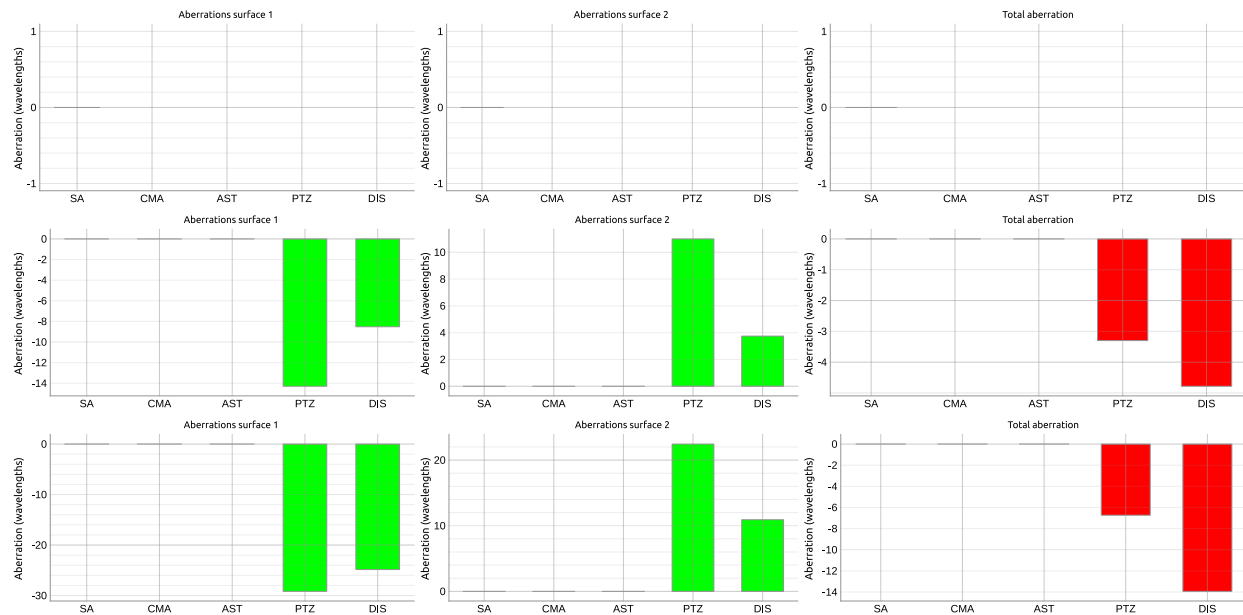 Aberrations surface 1
Aberrations surface 2
Total aberration
Aberration (wavelengths)
1
0
-1
SA CMA AST PTZ DIS
Aberration (wavelengths)
1
0
-1
SA CMA AST PTZ DIS
Aberration (wavelengths)
1
0
-1
SA CMA AST PTZ DIS
Aberrations surface 1
Aberrations surface 2
Total aberration
Aberration (wavelengths)
0
-2
-4
-6
-8
-10
-12
-14
SA CMA AST PTZ DIS
Aberration (wavelengths)
10
8
6
4
2
0
SA CMA AST PTZ DIS
Aberration (wavelengths)
0
-1
-2
-3
-4
SA CMA AST PTZ DIS
Aberrations surface 1
Aberrations surface 2
Total aberration
Aberration (wavelengths)
0
-10
-20
-30
SA CMA AST PTZ DIS
Aberration (wavelengths)
20
10
0
SA CMA AST PTZ DIS
Aberration (wavelengths)
0
-2
-4
-6
-8
-10
-12
-14
SA CMA AST PTZ DIS